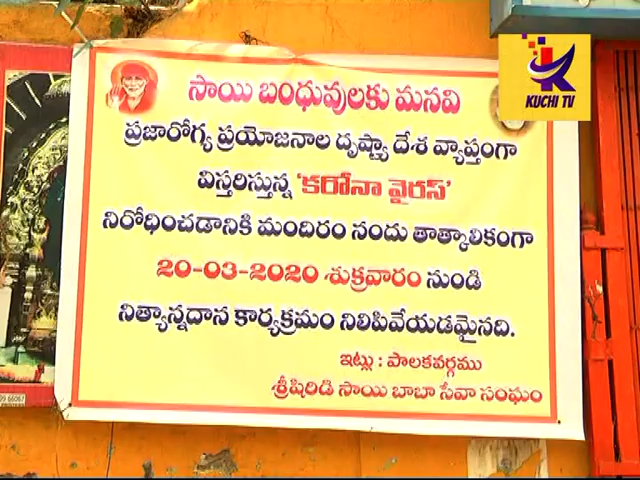 సాయి బంధువులకు మనవి
ప్రజారోగ్య ప్రయోజనాల దృష్ట్యా దేశ వ్యాప్తంగా
విస్తరిస్తున్న 'కరోనా వైరస్'
నిరోధించడానికి మందిరం నందు తాత్కాలికంగా
20-03-2020 శుక్రవారం నుండి
నిత్యాన్నదాన కార్యక్రమం నిలిపివేయడమైనది.
ఇట్లు : పాలకవర్గము
శ్రీషిరిడి సాయి బాబా సేవా సంఘం
KUCHI TV